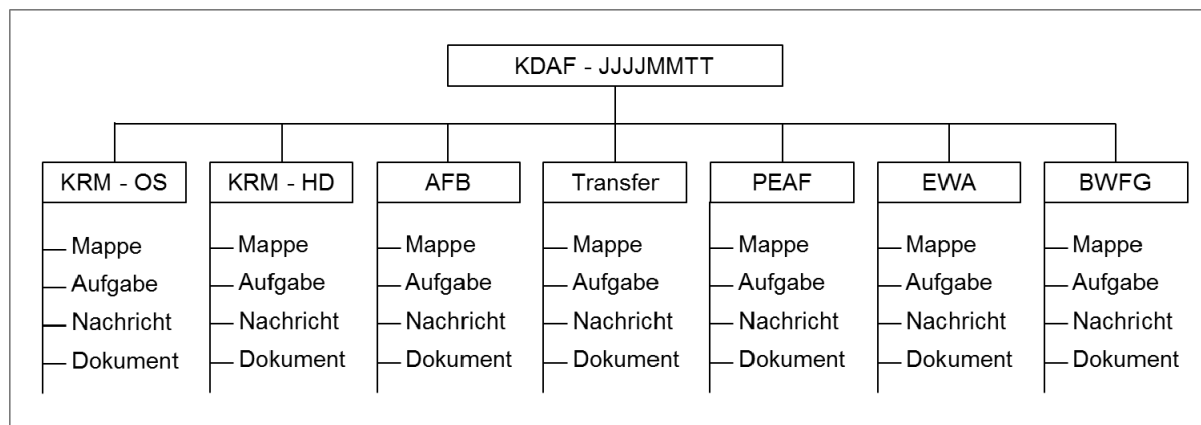 KDAF - JJJJMMTT
KRM - OS
KRM - HD
AFB
Transfer
PEAF
EWA
BWFG
Mappe
Mappe
Mappe
Mappe
Mappe
Mappe
Mappe
Aufgabe
Aufgabe
Aufgabe
Aufgabe
Aufgabe
Aufgabe
Aufgabe
Nachricht
Nachricht
Nachricht
Nachricht
Nachricht
Nachricht
Nachricht
Dokument
Dokument
Dokument
Dokument
Dokument
Dokument
Dokument